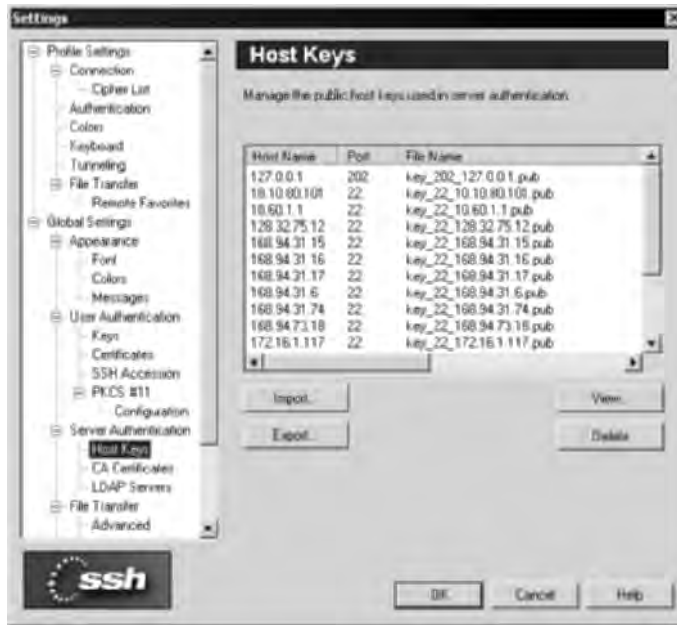 Settings
Profile Settings
Connection
Cipher List
Authentication
Colors
Keyboard
Tunneling
File Transfer
Remote Favorites
Global Settings
Appearance
Font
Colors
Messages
User Authentication
Keys
Certificates
SSH Accession
PKCS #11
Configuration
Server Authentication
Host Keys
CA Certificates
LDAP Servers
File Transfer
Advanced
ssh
Host Keys
Manage the public host keys used in server authentication.
Host Name Port File Name
127.0.0.1 202 key_202_127.0.0.1.pub
10.10.80.101 22 key_22_10.10.80.101.pub
10.60.1.1 22 key_22_10.60.1.1.pub
128.32.75.12 22 key_22_128.32.75.12.pub
168.94.31.15 22 key_22_168.94.31.15.pub
168.94.31.16 22 key_22_168.94.31.16.pub
168.94.31.17 22 key_22_168.94.31.17.pub
168.94.31.6 22 key_22_168.94.31.6.pub
168.94.31.74 22 key_22_168.94.31.74.pub
168.94.73.18 22 key_22_168.94.73.18.pub
172.16.1.117 22 key_22_172.16.1.117.pub
Import... View...
Export... Delete
OK Cancel Help